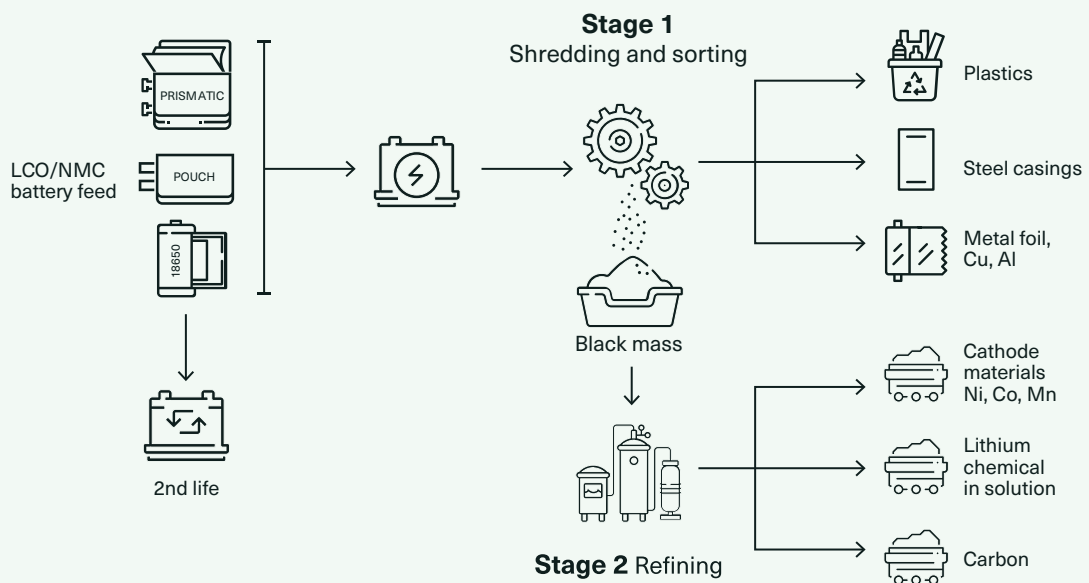 Stage 1
Shredding and sorting
PRISMATIC
LCO/NMC
battery feed
POUCH
18650
2nd life
Plastics
Steel casings
Metal foil,
Cu, Al
Black mass
Cathode
materials
Ni, Co, Mn
Lithium
chemical
in solution
Stage 2 Refining
Carbon